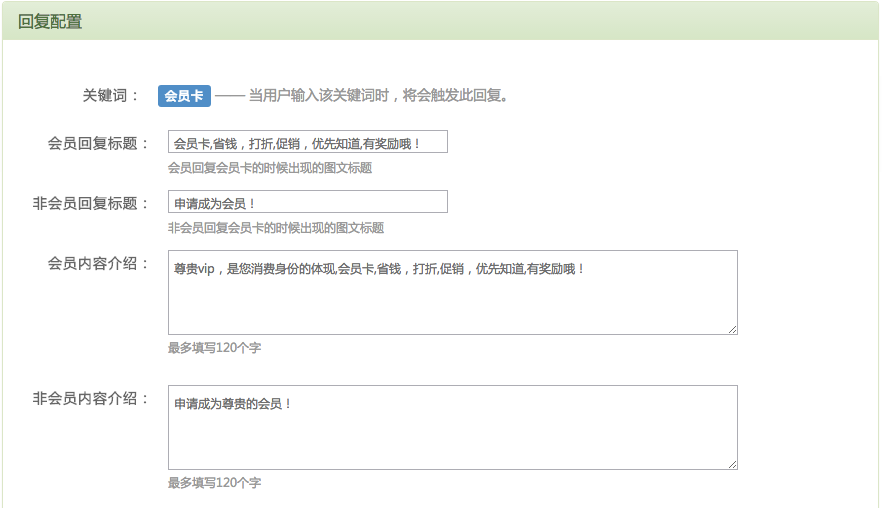 回复配置
关键词： 会员卡 —— 当用户输入该关键词时，将会触发此回复。
会员回复标题： 会员卡,省钱，打折,促销，优先知道,有奖励哦！
会员回复会员卡的时候出现的图文标题
非会员回复标题： 申请成为会员！
非会员回复会员卡的时候出现的图文标题
会员内容介绍： 尊贵vip，是您消费身份的体现,会员卡,省钱，打折,促销，优先知道,有奖励哦！
最多填写120个字
非会员内容介绍： 申请成为尊贵的会员！
最多填写120个字